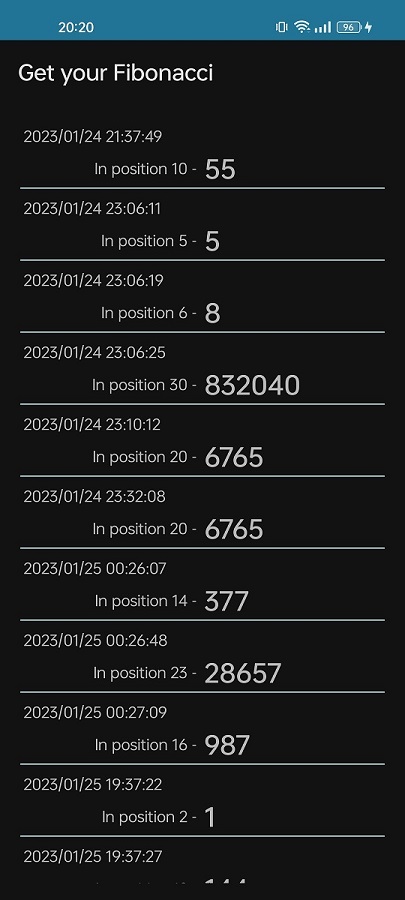 20:20
96
Get your Fibonacci
2023/01/24 21:37:49
In position 10 - 55
2023/01/24 23:06:11
In position 5 - 5
2023/01/24 23:06:19
In position 6 - 8
2023/01/24 23:06:25
In position 30 - 832040
2023/01/24 23:10:12
In position 20 - 6765
2023/01/24 23:32:08
In position 20 - 6765
2023/01/25 00:26:07
In position 14 - 377
2023/01/25 00:26:48
In position 23 - 28657
2023/01/25 00:27:09
In position 16 - 987
2023/01/25 19:37:22
In position 2 - 1
2023/01/25 19:37:27